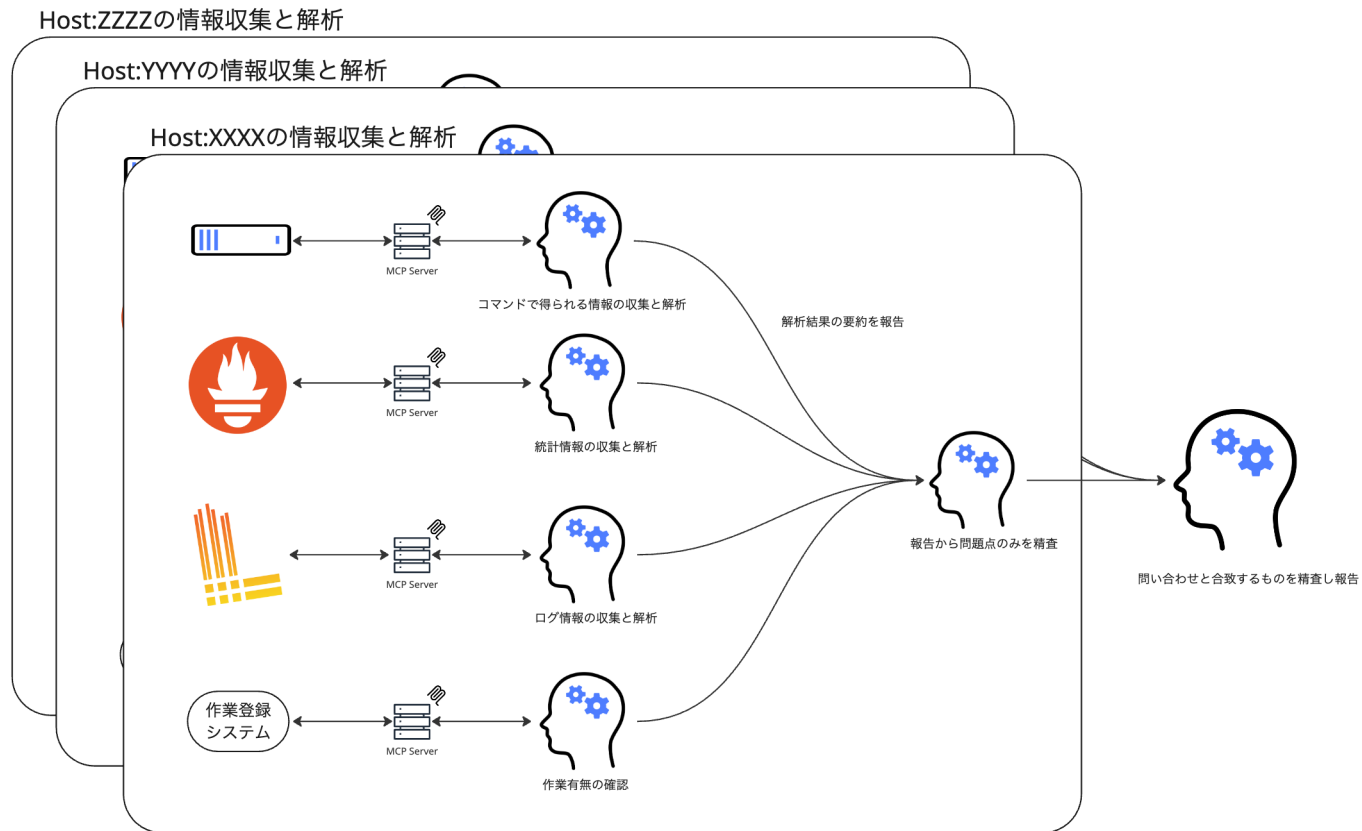 Host:ZZZZの情報収集と解析
Host:YYYYの情報収集と解析
Host:XXXXの情報収集と解析
MCP Server
コマンドで得られる情報の収集と解析
解析結果の要約を報告
MCP Server
統計情報の収集と解析
報告から問題点のみを精査
問い合わせと合致するものを精査し報告
MCP Server
ログ情報の収集と解析
作業登録
システム
MCP Server
作業有無の確認